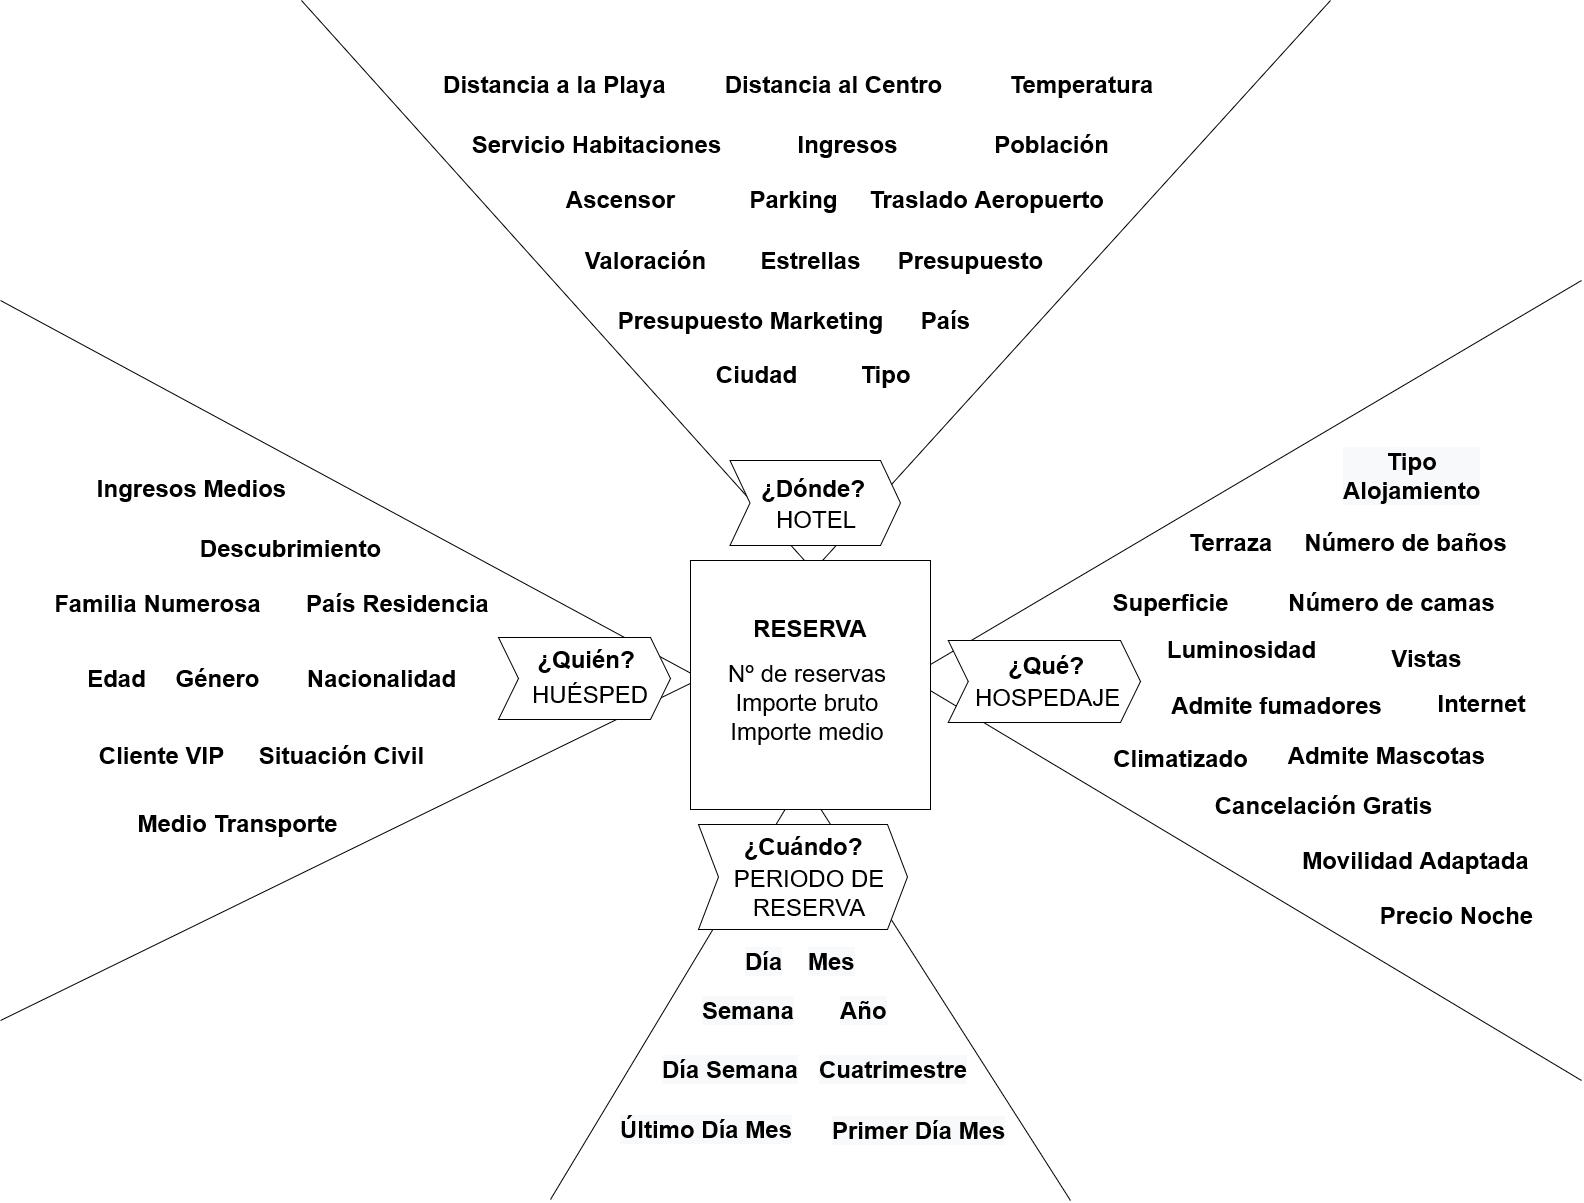 Distancia a la Playa
Distancia al Centro
Temperatura
Servicio Habitaciones
Ingresos
Población
Ascensor
Parking
Traslado Aeropuerto
Valoración
Estrellas
Presupuesto
Presupuesto Marketing
País
Ciudad
Tipo
¿Dónde?
HOTEL
Ingresos Medios
Descubrimiento
Familia Numerosa
País Residencia
Edad
Género
Nacionalidad
Cliente VIP
Situación Civil
Medio Transporte
¿Quién?
HUÉSPED
RESERVA
Nº de reservas
Importe bruto
Importe medio
¿Qué?
HOSPEDAJE
Tipo
Alojamiento
Terraza
Número de baños
Superficie
Número de camas
Luminosidad
Vistas
Admite fumadores
Internet
Climatizado
Admite Mascotas
Cancelación Gratis
Movilidad Adaptada
Precio Noche
¿Cuándo?
PERIODO DE
RESERVA
Día
Mes
Semana
Año
Día Semana
Cuatrimestre
Último Día Mes
Primer Día Mes